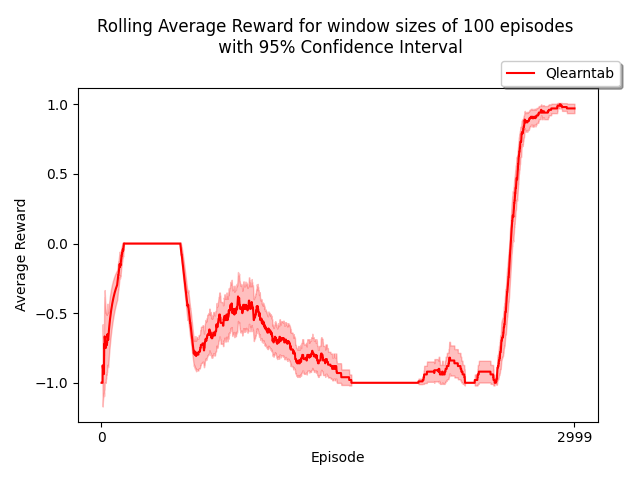 Rolling Average Reward for window sizes of 100 episodes
with 95% Confidence Interval
Qlearntab
1.0
0.5
0.0
−0.5
−1.0
Average Reward
0
2999
Episode